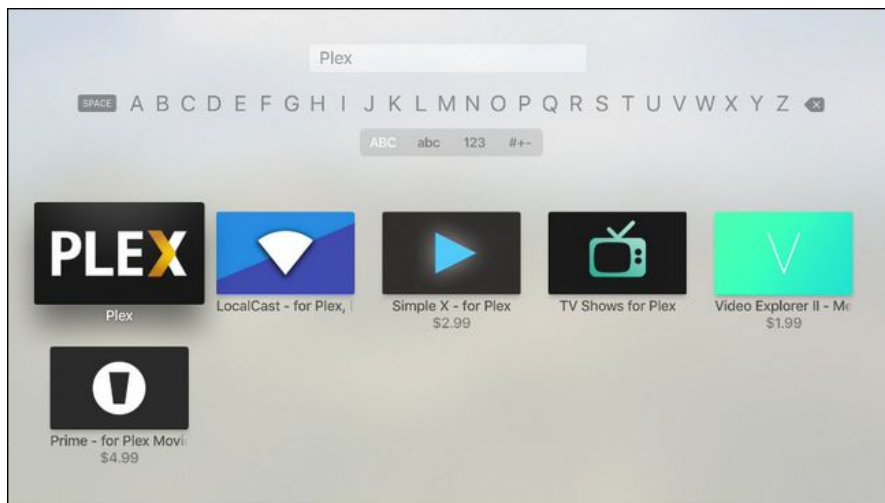 Plex
SPACE A B C D E F G H I J K L M N O P Q R S T U V W X Y Z
ABC abc 123 #+-
PLEX
V
Plex
LocalCast - for Plex,
Simple X - for Plex
$2.99
TV Shows for Plex
Video Explorer II - Me
$1.99
Prime - for Plex Movi
$4.99